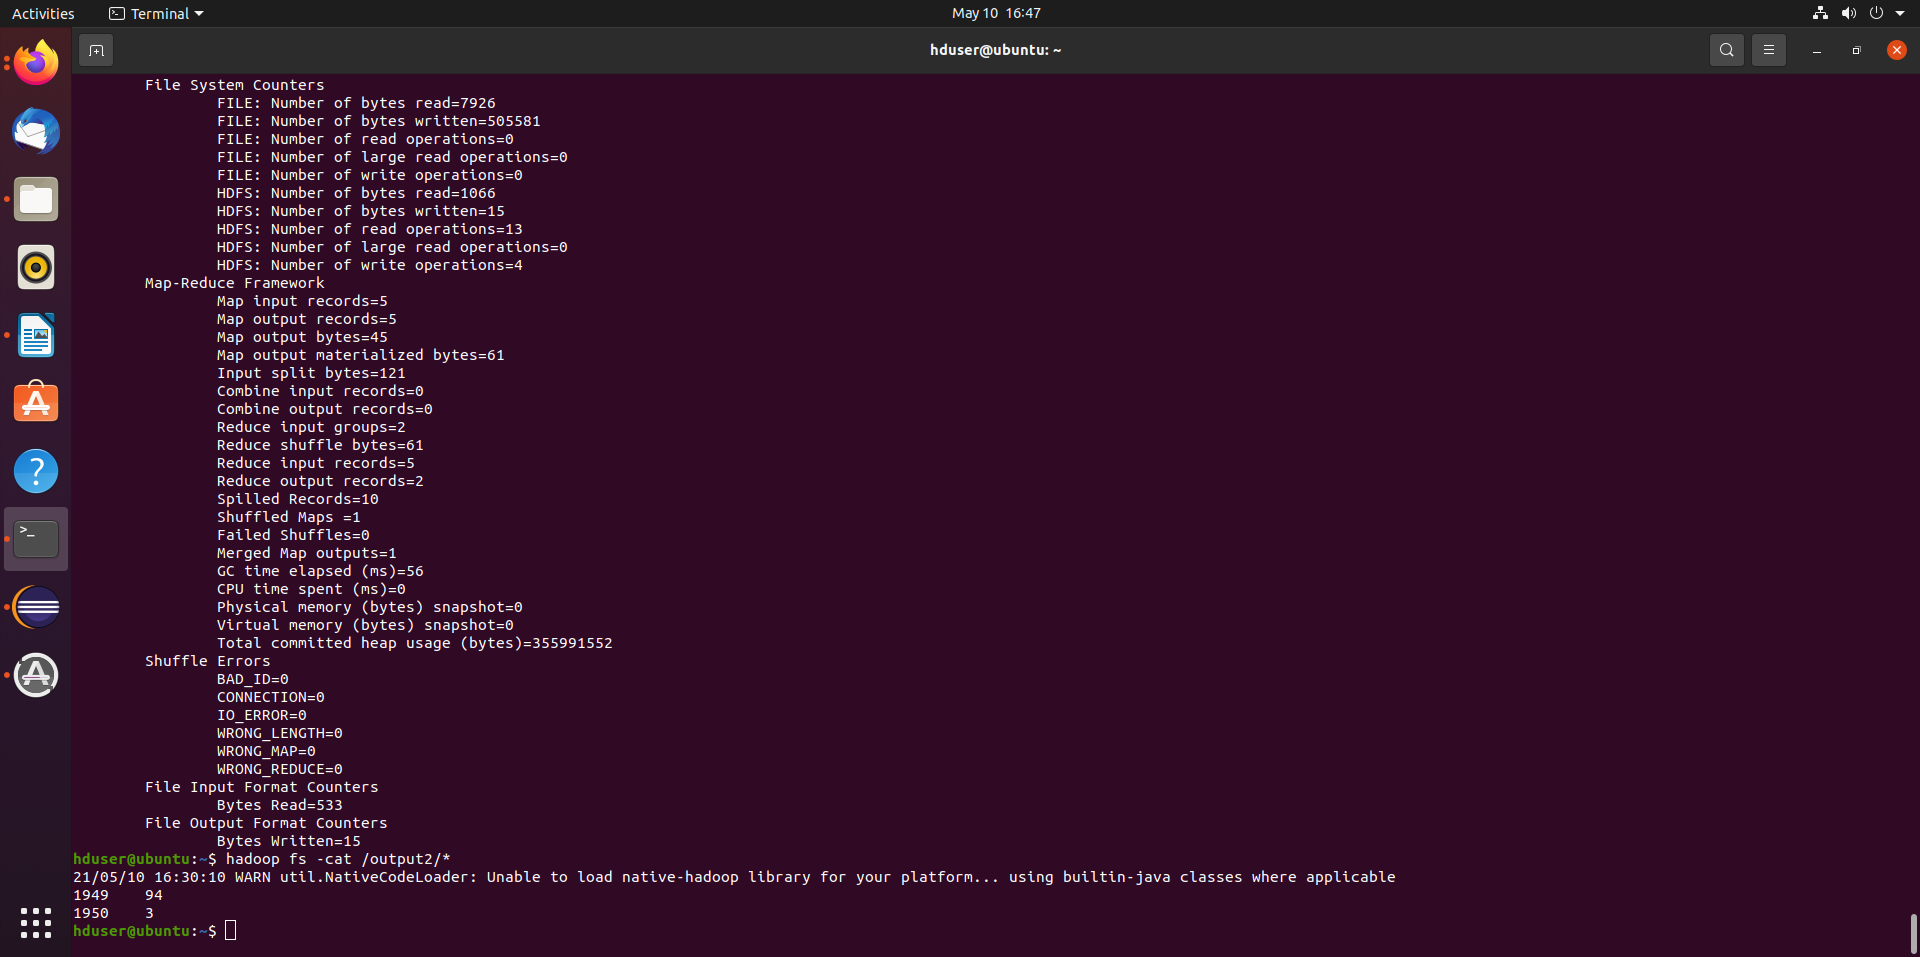 Activities
Terminal
May 10 16:47
hduser@ubuntu: ~
File System Counters
FILE: Number of bytes read=7926
FILE: Number of bytes written=505581
FILE: Number of read operations=0
FILE: Number of large read operations=0
FILE: Number of write operations=0
HDFS: Number of bytes read=1066
HDFS: Number of bytes written=15
HDFS: Number of read operations=13
HDFS: Number of large read operations=0
HDFS: Number of write operations=4
Map-Reduce Framework
Map input records=5
Map output records=5
Map output bytes=45
Map output materialized bytes=61
Input split bytes=121
Combine input records=0
Combine output records=0
Reduce input groups=2
Reduce shuffle bytes=61
Reduce input records=5
Reduce output records=2
Spilled Records=10
Shuffled Maps =1
Failed Shuffles=0
Merged Map outputs=1
GC time elapsed (ms)=56
CPU time spent (ms)=0
Physical memory (bytes) snapshot=0
Virtual memory (bytes) snapshot=0
Total committed heap usage (bytes)=355991552
Shuffle Errors
BAD_ID=0
CONNECTION=0
IO_ERROR=0
WRONG_LENGTH=0
WRONG_MAP=0
WRONG_REDUCE=0
File Input Format Counters
Bytes Read=533
File Output Format Counters
Bytes Written=15
hduser@ubuntu:~$ hadoop fs -cat /output2/*
21/05/10 16:30:10 WARN util.NativeCodeLoader: Unable to load native-hadoop library for your platform... using builtin-java classes where applicable
1949 94
1950 3
hduser@ubuntu:~$